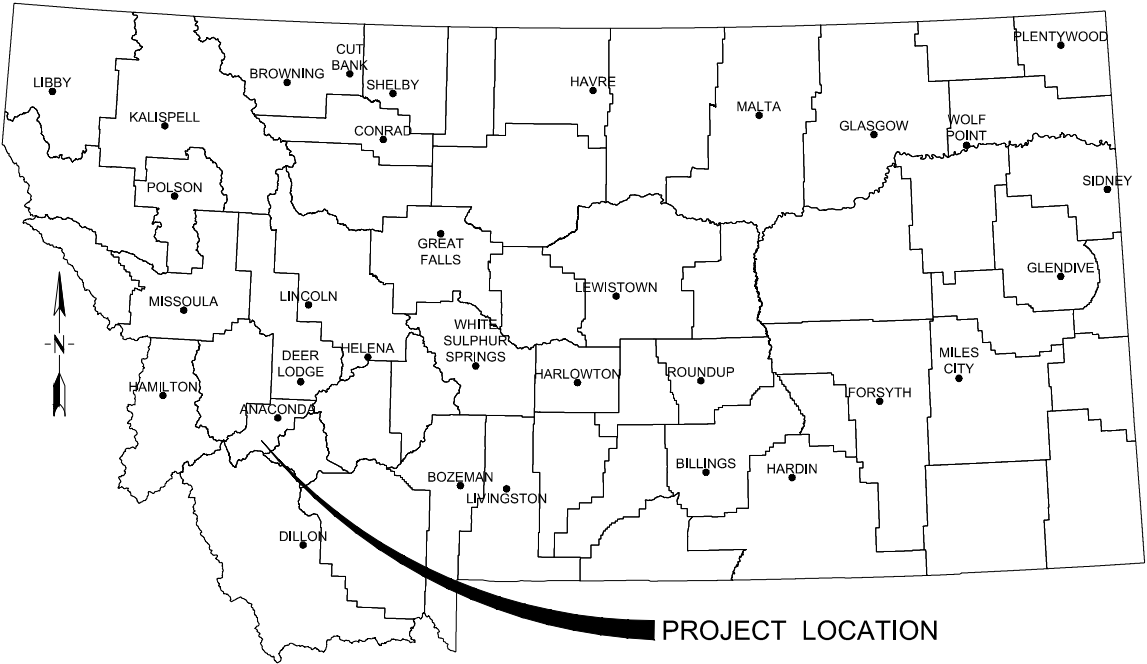 PLENTYWOOD
CUT
BANK
BROWNING
SHELBY
LIBBY
HAVRE
MALTA
KALISPELL
CONRAD
GLASGOW
WOLF
POINT
POLSON
SIDNEY
GREAT
FALLS
GLENDIVE
MISSOULA
LINCOLN
LEWISTOWN
WHITE
SULPHUR
SPRINGS
-N-
HELENA
DEER
LODGE
MILES
CITY
HARLOWTON
ROUNDUP
HAMILTON
FORSYTH
ANACONDA
BILLINGS
HARDIN
BOZEMAN
LIVINGSTON
DILLON
PROJECT LOCATION